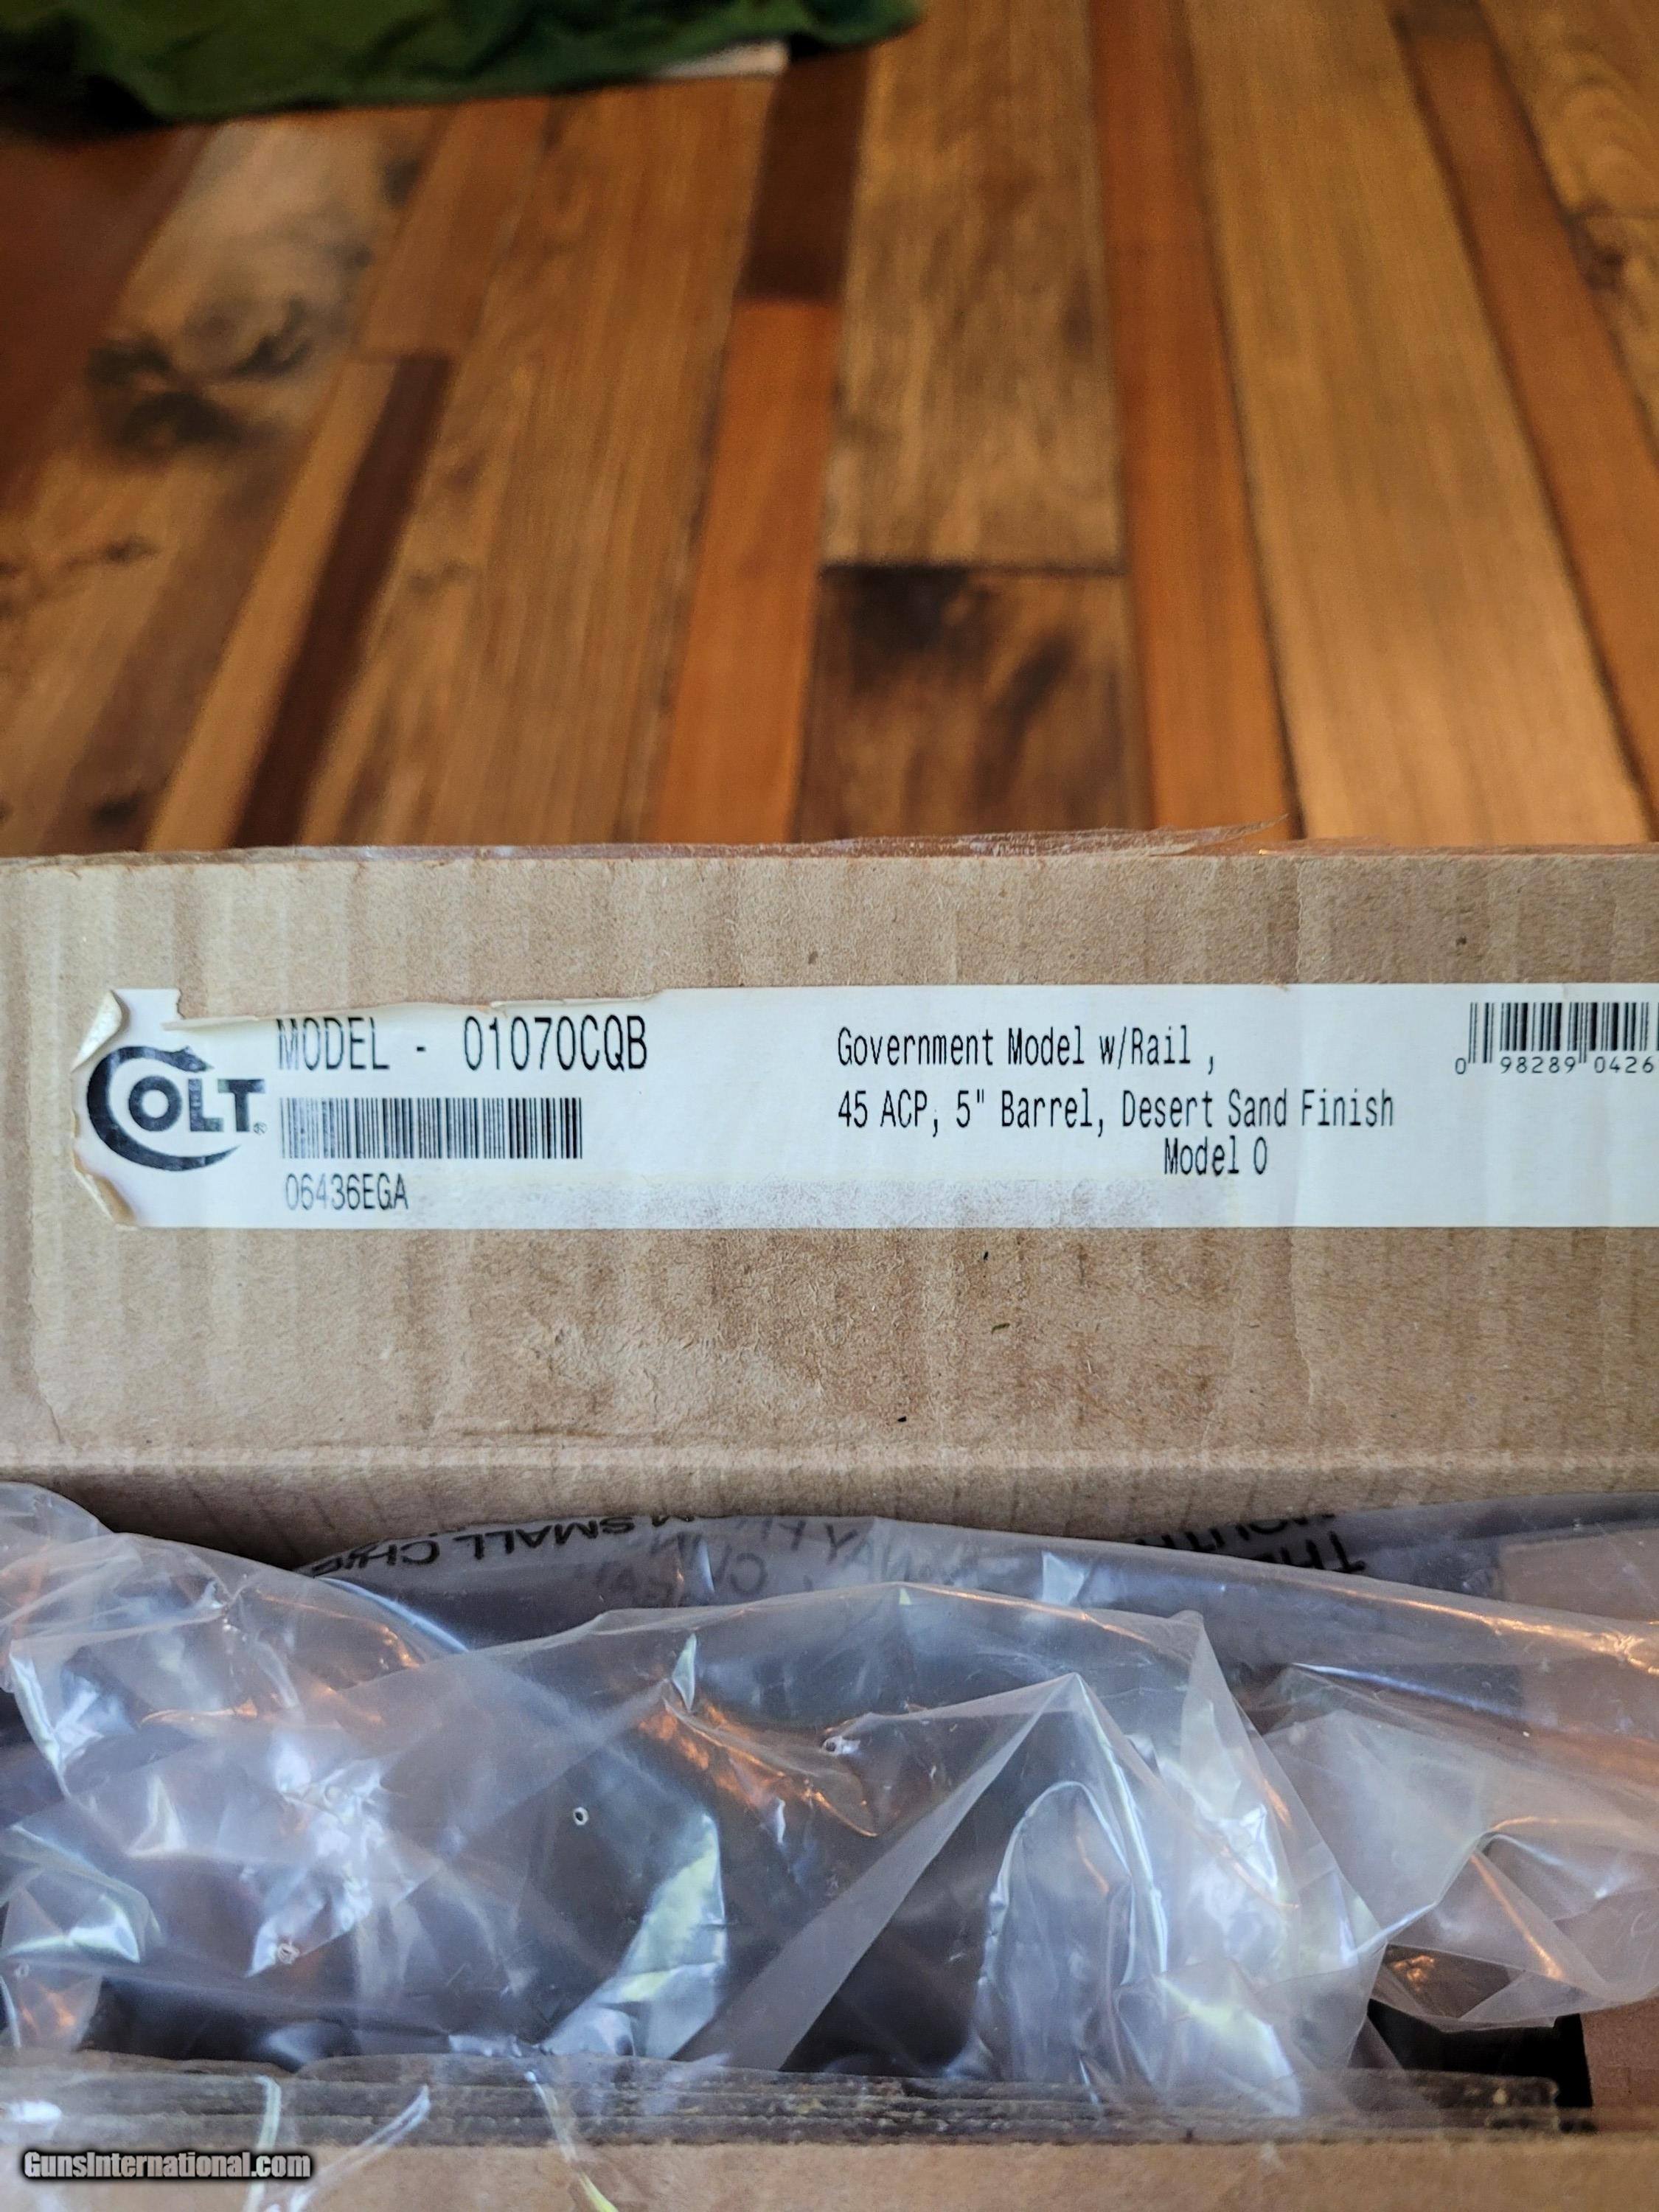 COLT®
MODEL - 01070CQB
06436EGA
Government Model w/Rail ,
45 ACP, 5" Barrel, Desert Sand Finish
Model O
0 98289 0426
SMALL
GunsInternational.com